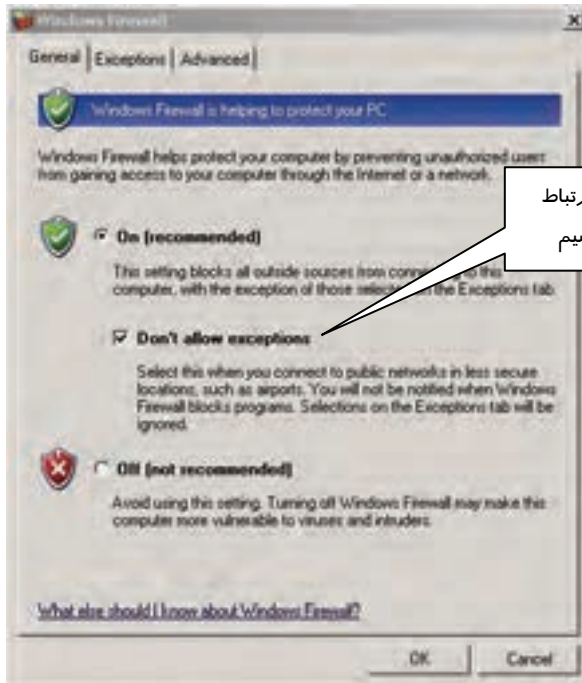 Windows Firewall
General
Exceptions
Advanced
Windows Firewall is helping to protect your PC
Windows Firewall helps protect your computer by preventing unauthorized users
from gaining access to your computer through the Internet or a network.
On (recommended)
This setting blocks all outside sources from connecting to this
computer, with the exception of those selected on the Exceptions tab.
Don't allow exceptions
Select this when you connect to public networks in less secure
locations, such as airports. You will not be notified when Windows
Firewall blocks programs. Selections on the Exceptions tab will be
ignored.
Off (not recommended)
Avoid using this setting. Turning off Windows Firewall may make this
computer more vulnerable to viruses and intruders.
What else should I know about Windows Firewall?
OK
Cancel